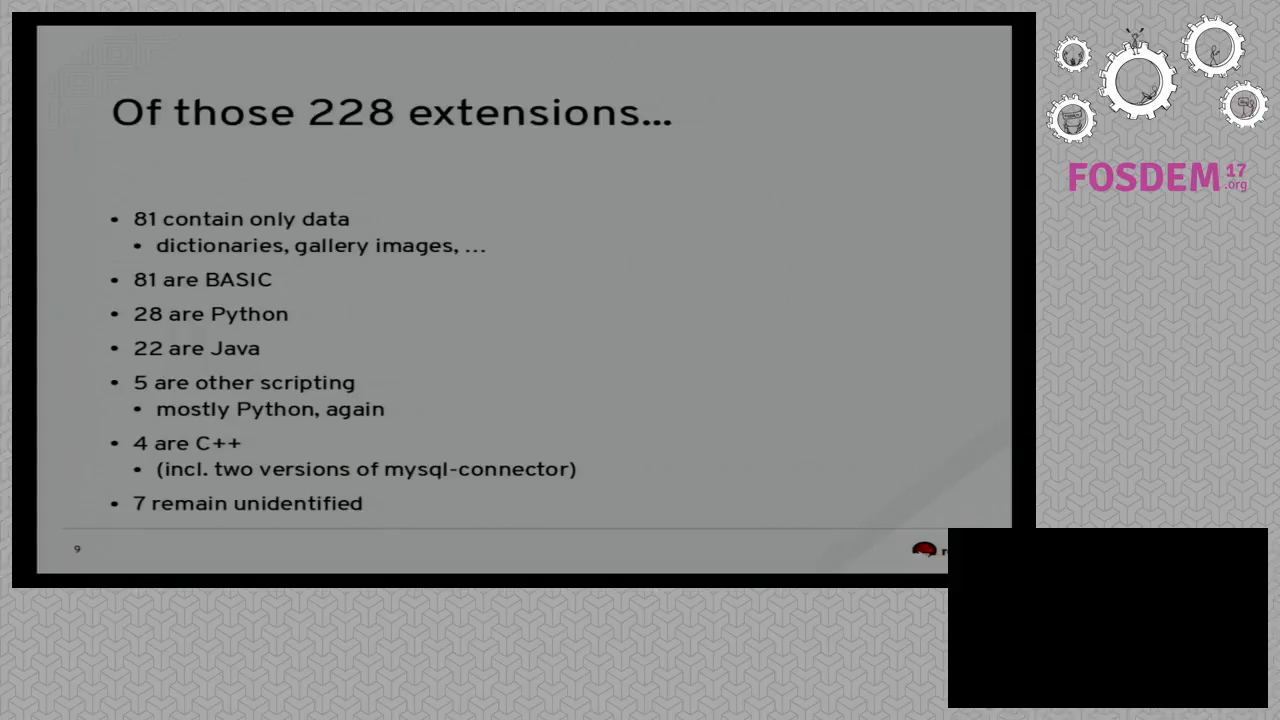 Of those 228 extensions...
• 81 contain only data
• dictionaries, gallery images, ...
• 81 are BASIC
• 28 are Python
• 22 are Java
• 5 are other scripting
• mostly Python, again
• 4 are C++
• (incl. two versions of mysql-connector)
• 7 remain unidentified
9
FOSDEM 17
.org